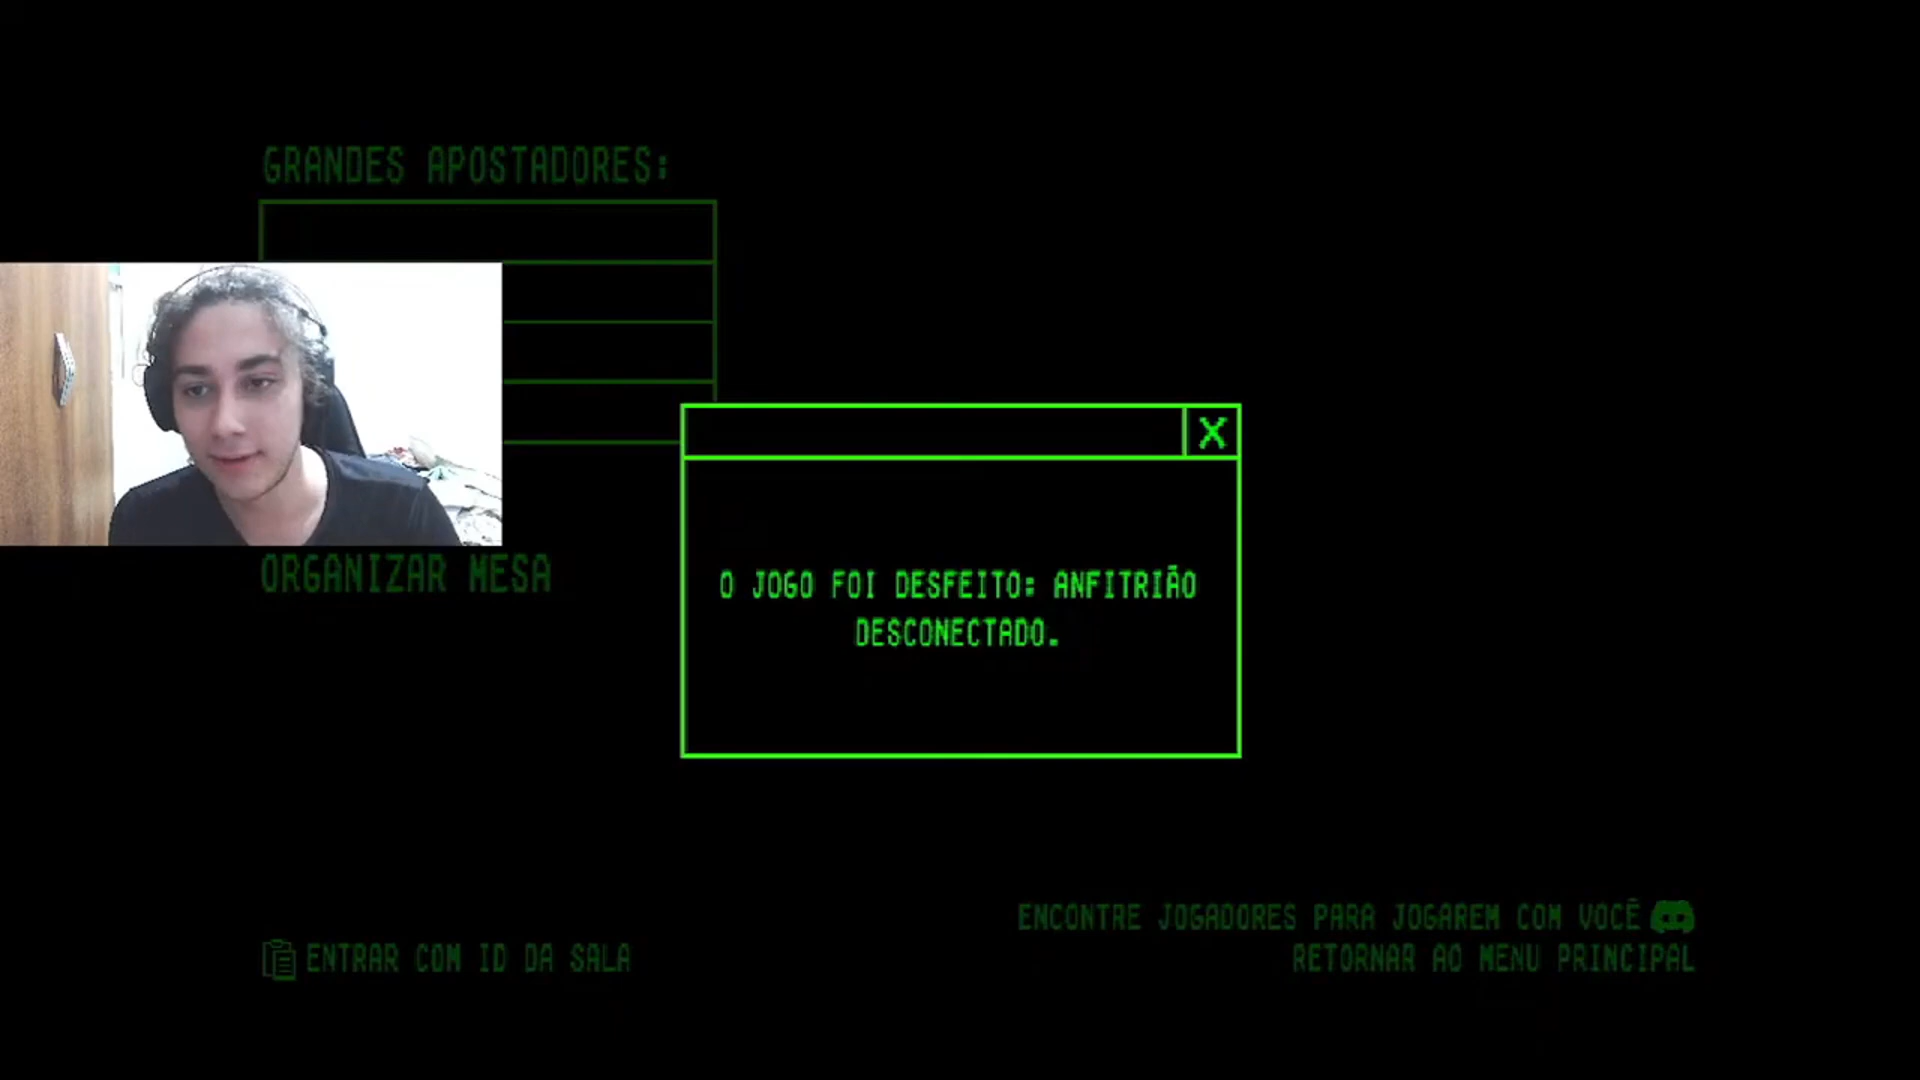 GRANDES APOSTADORES:
X
O JOGO FOI DESFEITO: ANFITRIÃO
DESCONECTADO.
ORGANIZAR MESA
ENCONTRE JOGADORES PARA JOGAREM COM VOCÊ
ENTRAR COM ID DA SALA
RETORNAR AO MENU PRINCIPAL